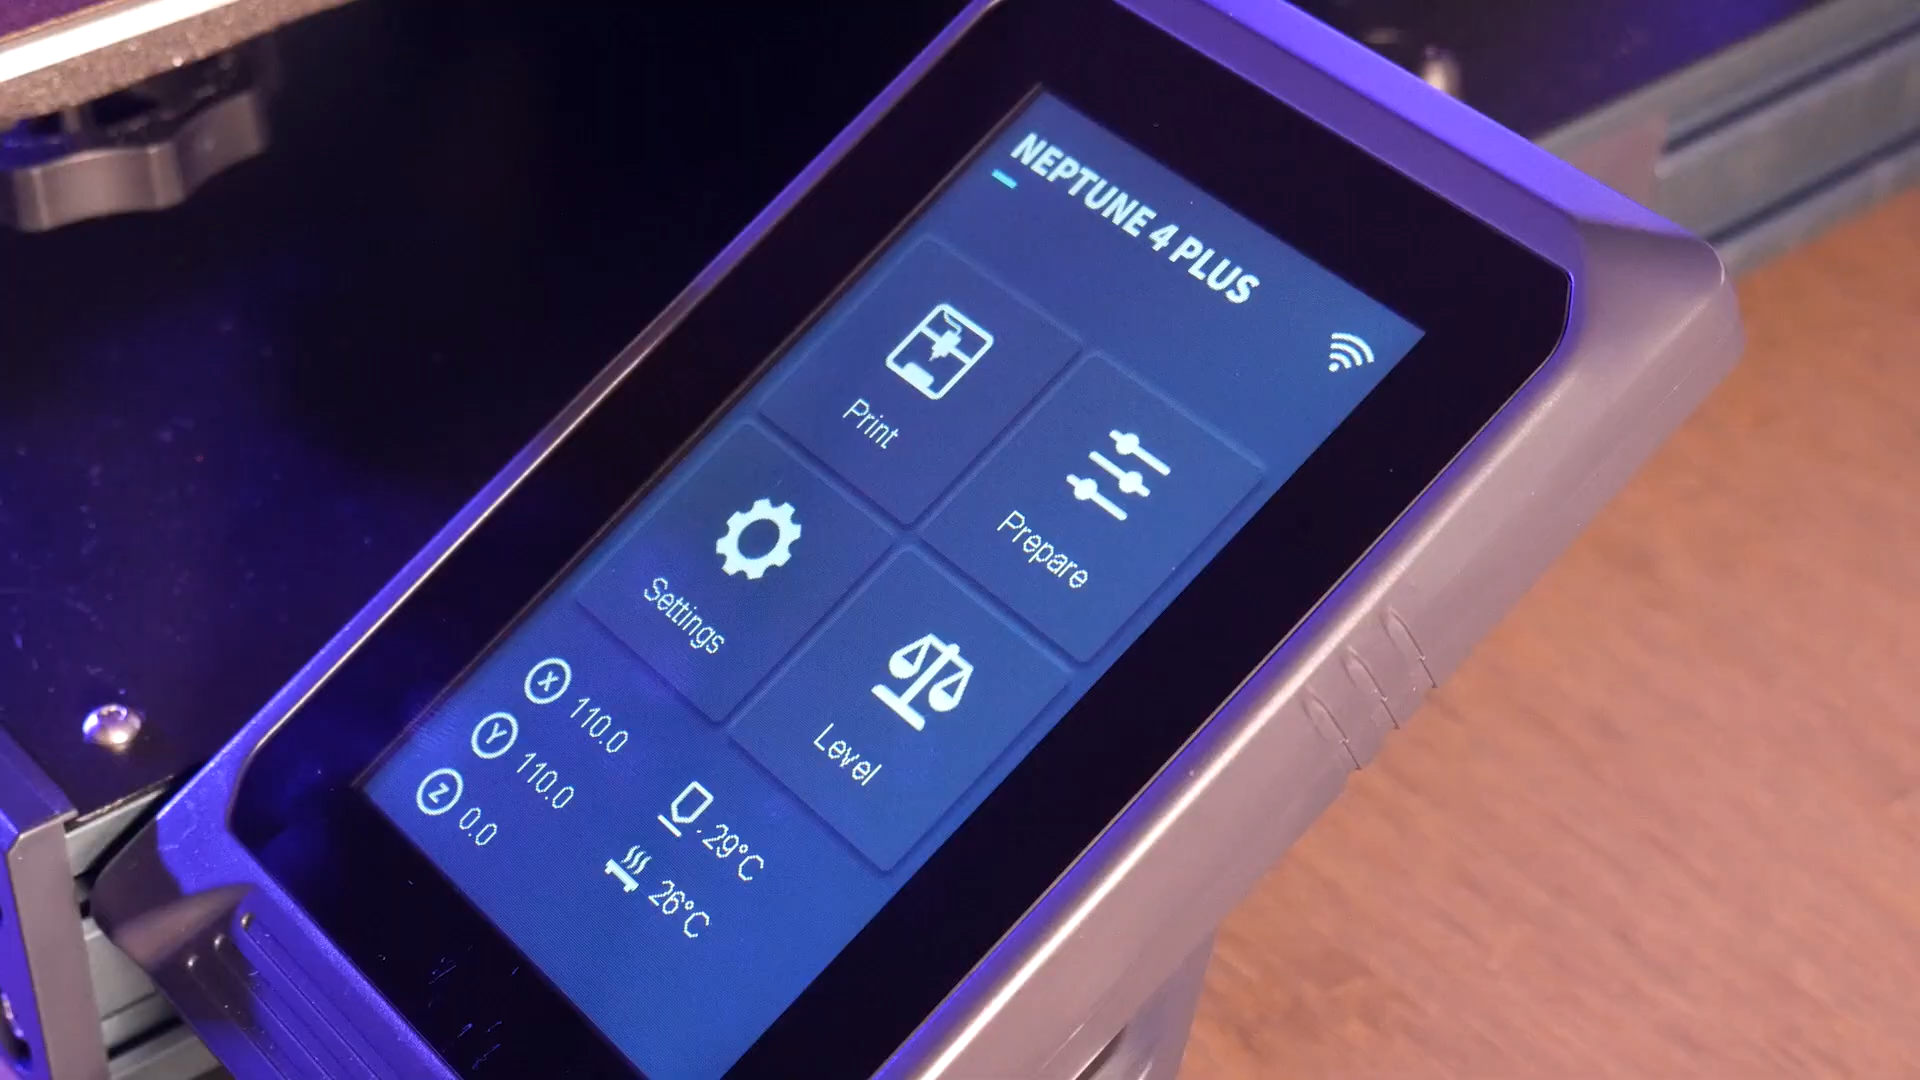 NEPTUNE 4 PLUS
Print
Prepare
Settings
Level
X 110.0
Y 110.0
Z 0.0
29°C
26°C